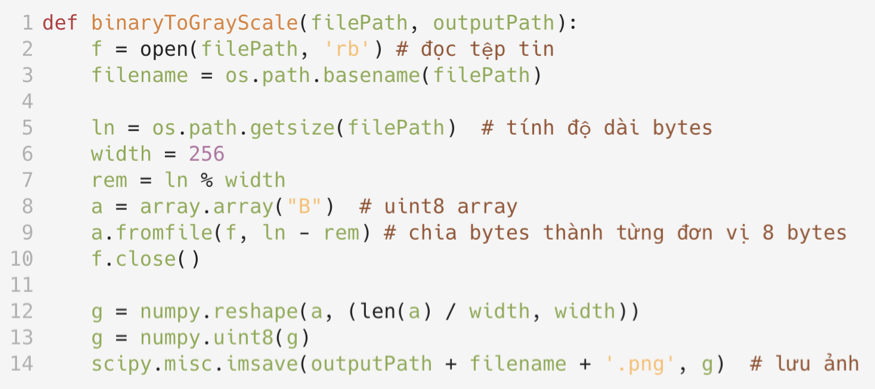 1 def binaryToGrayScale(filePath, outputPath):
2     f = open(filePath, 'rb') # đọc tệp tin
3     filename = os.path.basename(filePath)
4
5     ln = os.path.getsize(filePath)  # tính độ dài bytes
6     width = 256
7     rem = ln % width
8     a = array.array("B")  # uint8 array
9     a.fromfile(f, ln - rem) # chia bytes thành từng đơn vị 8 bytes
10     f.close()
11
12     g = numpy.reshape(a, (len(a) / width, width))
13     g = numpy.uint8(g)
14     scipy.misc.imsave(outputPath + filename + '.png', g)  # lưu ảnh